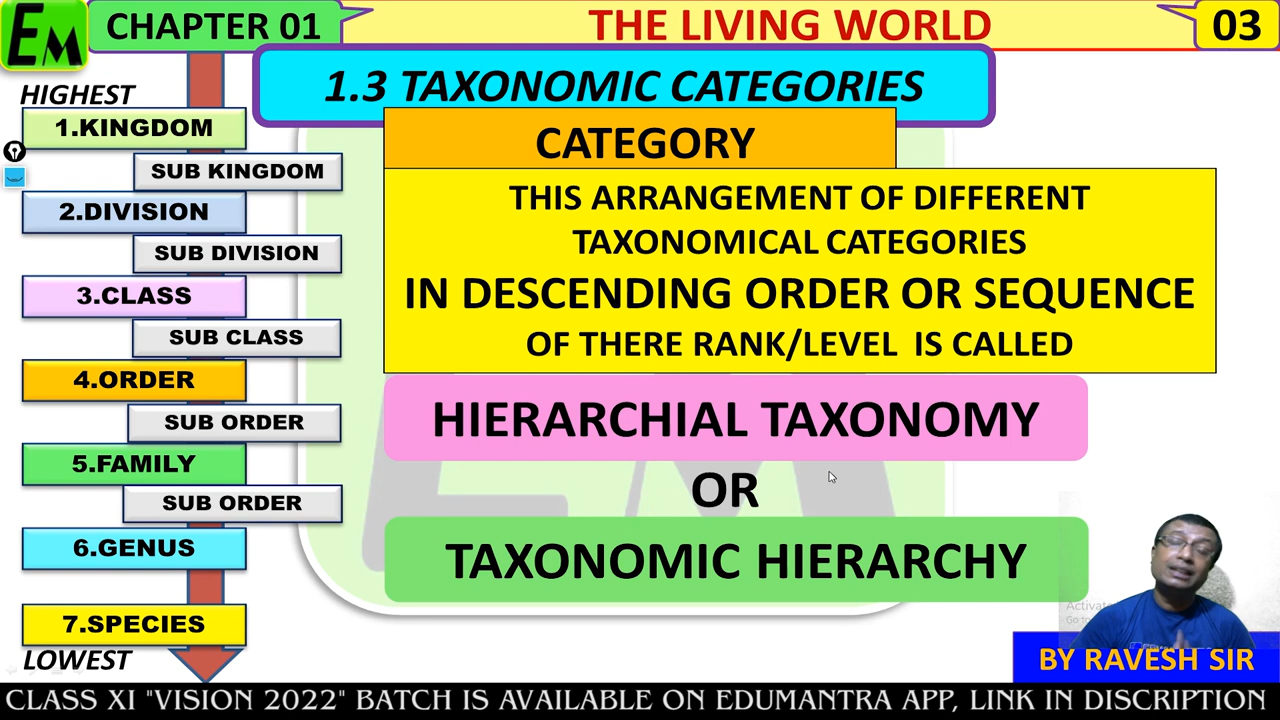 EM
CHAPTER 01
THE LIVING WORLD
03
1.3 TAXONOMIC CATEGORIES
HIGHEST
1.KINGDOM
SUB KINGDOM
2.DIVISION
SUB DIVISION
3.CLASS
SUB CLASS
4.ORDER
SUB ORDER
5.FAMILY
SUB ORDER
6.GENUS
7.SPECIES
LOWEST
CATEGORY
THIS ARRANGEMENT OF DIFFERENT
TAXONOMICAL CATEGORIES
IN DESCENDING ORDER OR SEQUENCE
OF THERE RANK/LEVEL IS CALLED
HIERARCHIAL TAXONOMY
OR
TAXONOMIC HIERARCHY
BY RAVESH SIR
CLASS XI "VISION 2022" BATCH IS AVAILABLE ON EDUMANTRA APP, LINK IN DISCRIPTION